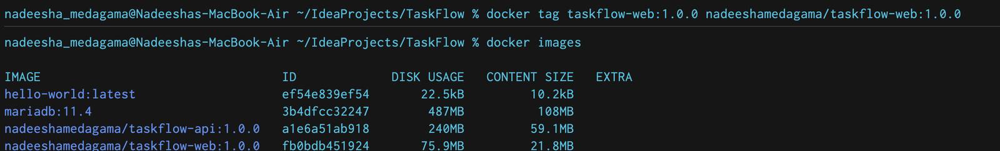 nadeesha_medagama@Nadeeshas-MacBook-Air ~/IdeaProjects/TaskFlow % docker tag taskflow-web:1.0.0 nadeeshamedagama/taskflow-web:1.0.0
nadeesha_medagama@Nadeeshas-MacBook-Air ~/IdeaProjects/TaskFlow % docker images
IMAGE ID DISK USAGE CONTENT SIZE EXTRA
hello-world:latest ef54e839ef54 22.5kB 10.2kB
mariadb:11.4 3b4dfcc32247 487MB 108MB
nadeeshamedagama/taskflow-api:1.0.0 a1e6a51ab918 240MB 59.1MB
nadeeshamedagama/taskflow-web:1.0.0 fb0bdb451924 75.9MB 21.8MB